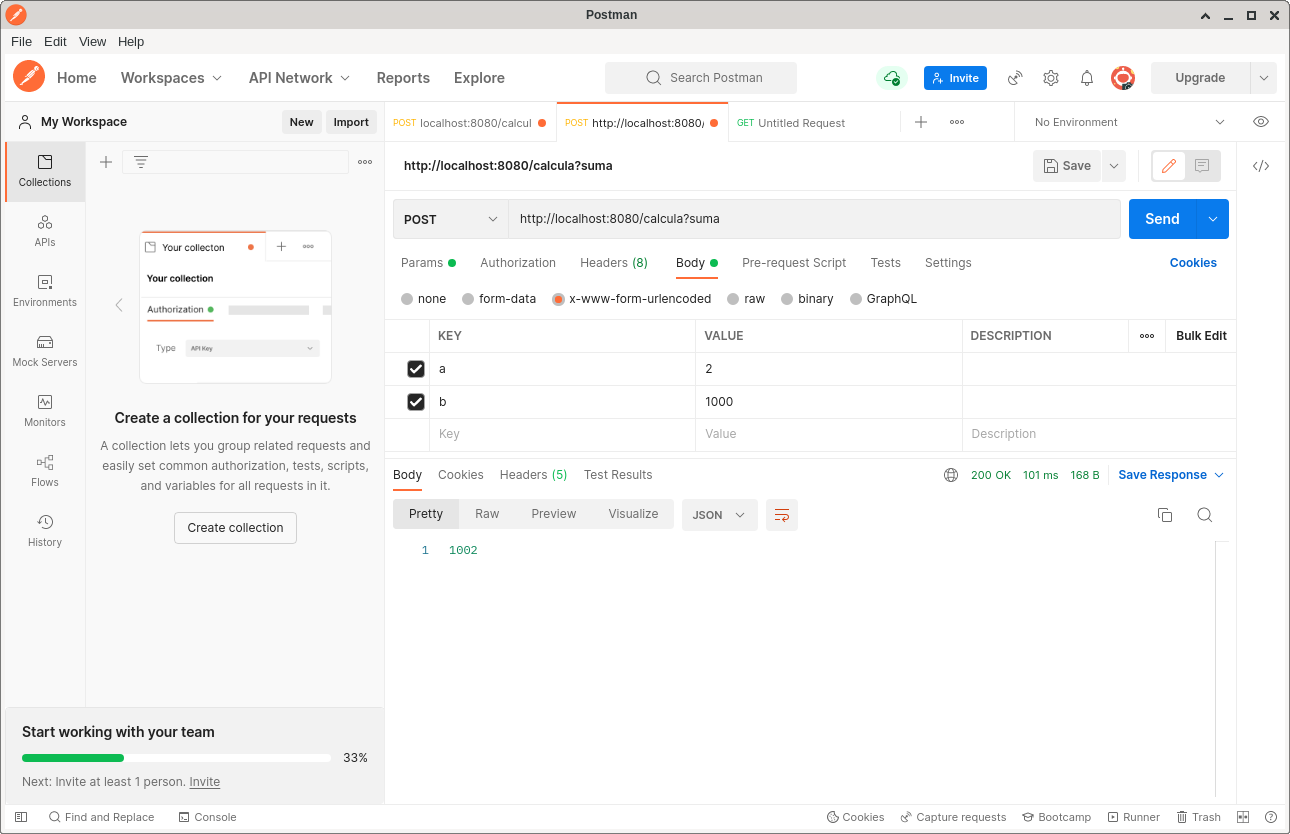 Postman
File Edit View Help
Home Workspaces API Network Reports Explore Search Postman Invite Upgrade
My Workspace New Import
POST localhost:8080/calcul POST http://localhost:8080/ GET Untitled Request No Environment
Collections
APIs
Environments
Mock Servers
Monitors
Flows
History
Your collecton
Your collection
Authorization
Type API Key
Create a collection for your requests
A collection lets you group related requests and
easily set common authorization, tests, scripts,
and variables for all requests in it.
Create collection
http://localhost:8080/calcula?suma Save
POST http://localhost:8080/calcula?suma Send
Params Authorization Headers (8) Body Pre-request Script Tests Settings Cookies
none form-data x-www-form-urlencoded raw binary GraphQL
KEY VALUE DESCRIPTION Bulk Edit
a 2
b 1000
Key Value Description
Body Cookies Headers (5) Test Results 200 OK 101 ms 168 B Save Response
Pretty Raw Preview Visualize JSON
1 1002
Start working with your team
33%
Next: Invite at least 1 person. Invite
Find and Replace Console Cookies Capture requests Bootcamp Runner Trash